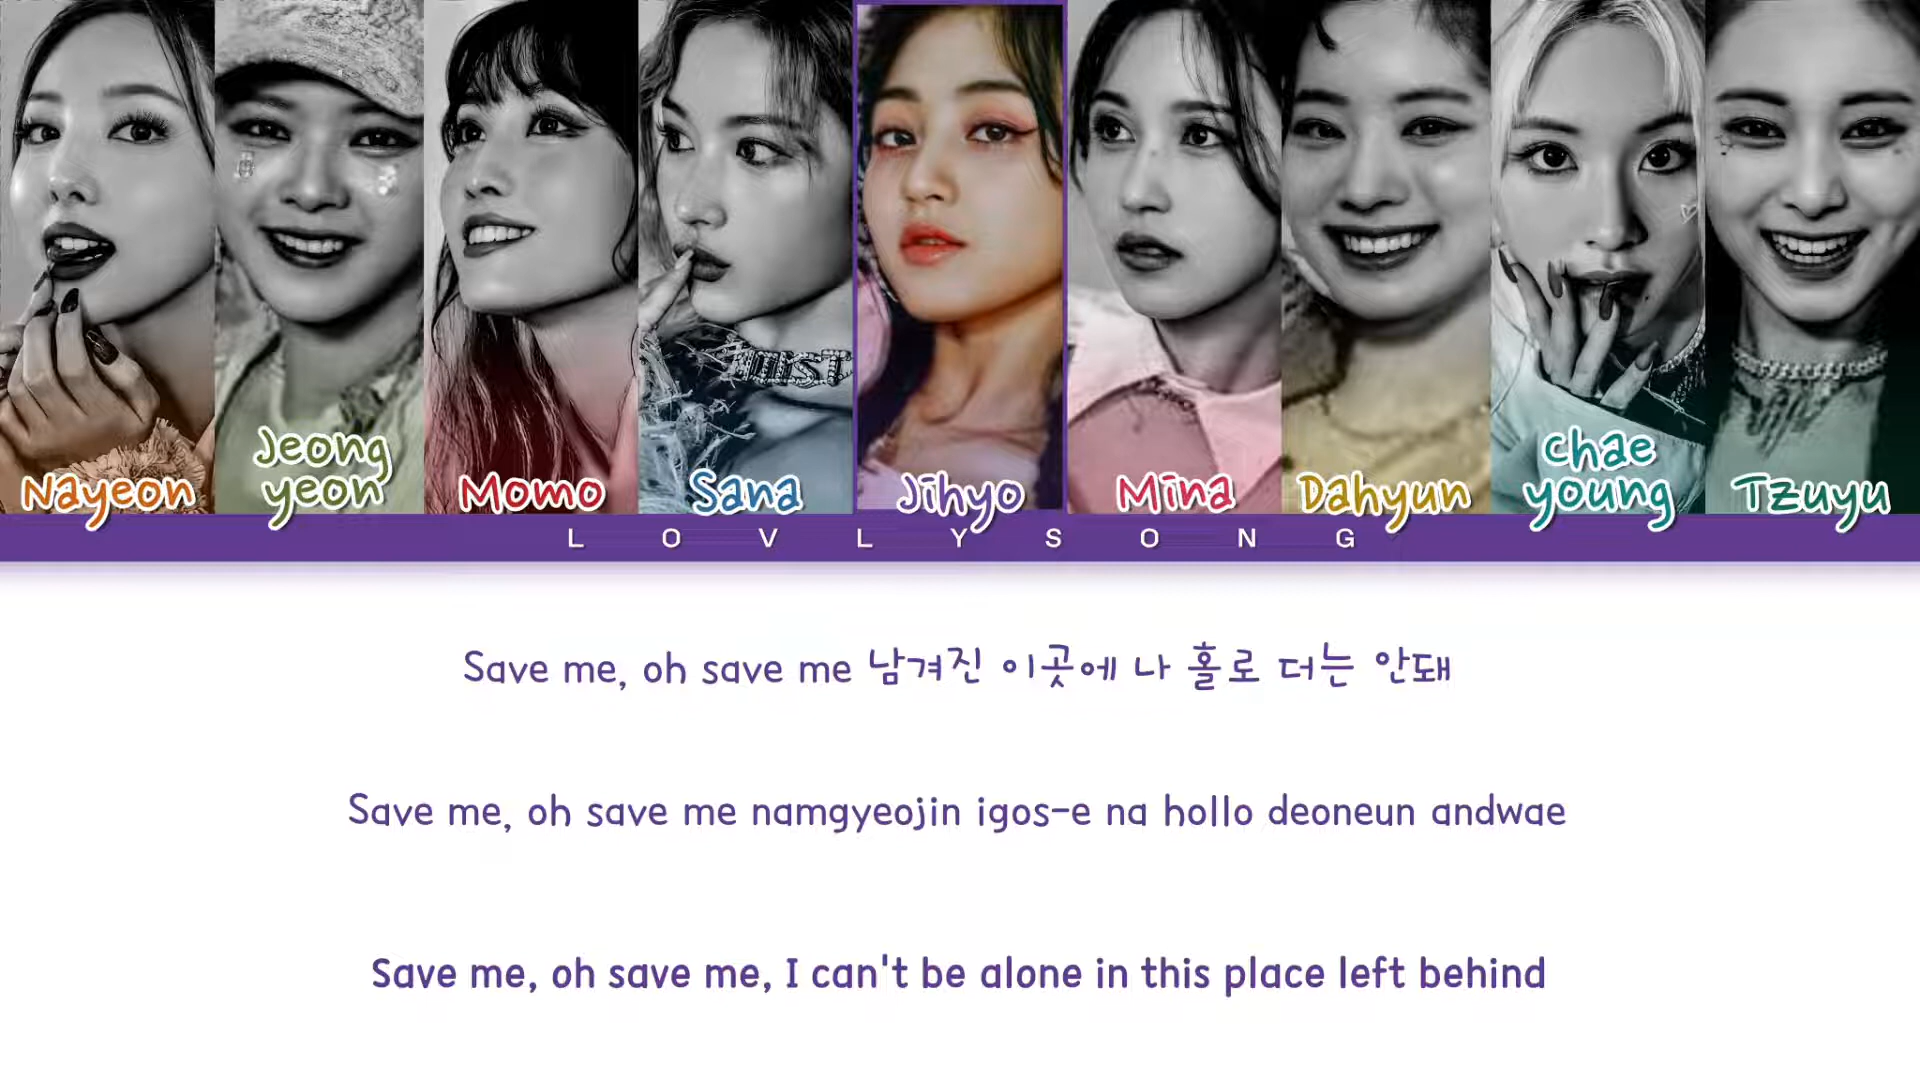 Nayeon
Jeong
yeon
Momo
Sana
Jihyo
Mina
Dahyun
Chae
young
Tzuyu
LOVLYSONG
Save me, oh save me 남겨진 이곳에 나 홀로 더는 안돼
Save me, oh save me namgyeojin igos-e na hollo deoneun andwae
Save me, oh save me, I can't be alone in this place left behind